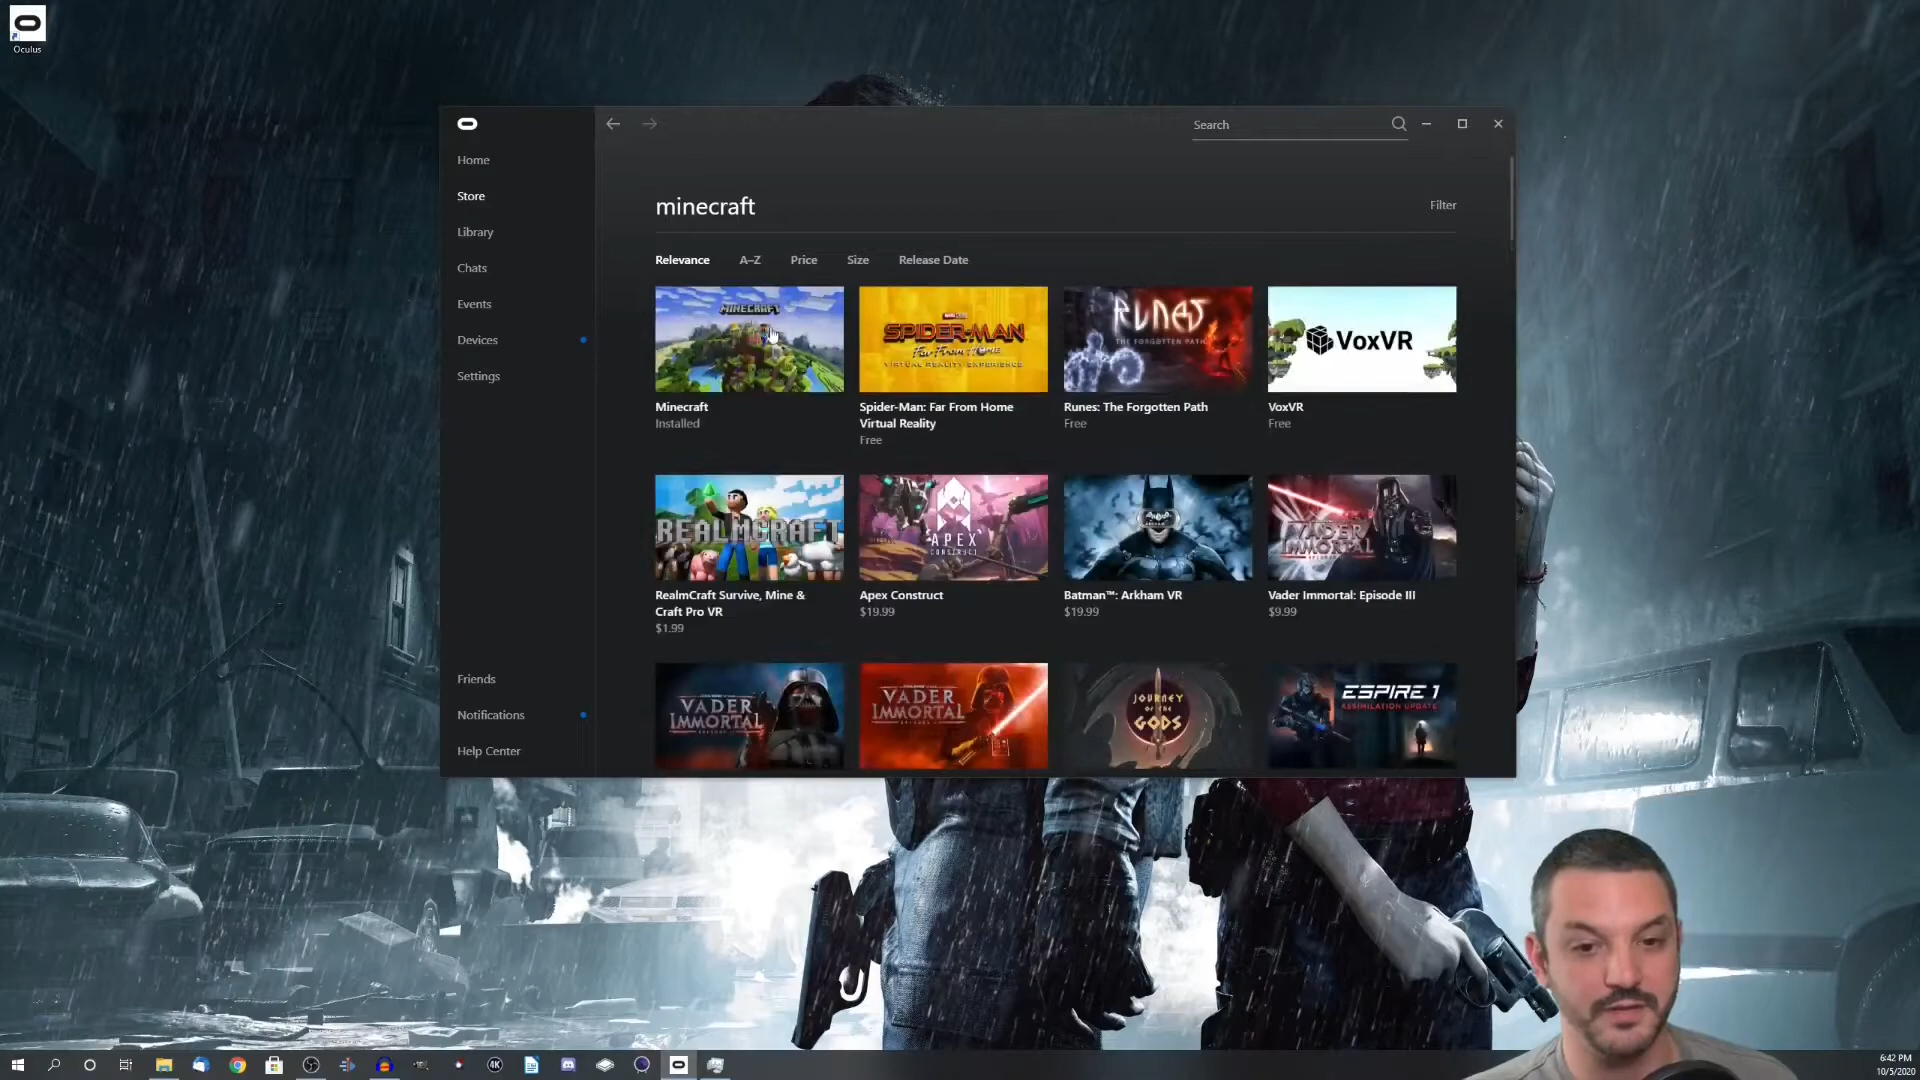 Oculus
Search
Home
Store
Library
Chats
Events
Devices
Settings
Friends
Notifications
Help Center
minecraft
Filter
Relevance
A–Z
Price
Size
Release Date
MINECRAFT
SPIDER-MAN
Far From Home
VIRTUAL REALITY EXPERIENCE
RUNES
THE FORGOTTEN PATH
VoxVR
Minecraft
Installed
Spider-Man: Far From Home
Virtual Reality
Free
Runes: The Forgotten Path
Free
VoxVR
Free
REALMCRAFT
APEX
CONSTRUCT
VADER
IMMORTAL
RealmCraft Survive, Mine &
Craft Pro VR
$1.99
Apex Construct
$19.99
Batman™: Arkham VR
$19.99
Vader Immortal: Episode III
$9.99
VADER
IMMORTAL
VADER
IMMORTAL
JOURNEY
OF THE
GODS
ESPIRE 1
ASSIMILATION UPDATE
4K
6:42 PM
10/5/2020